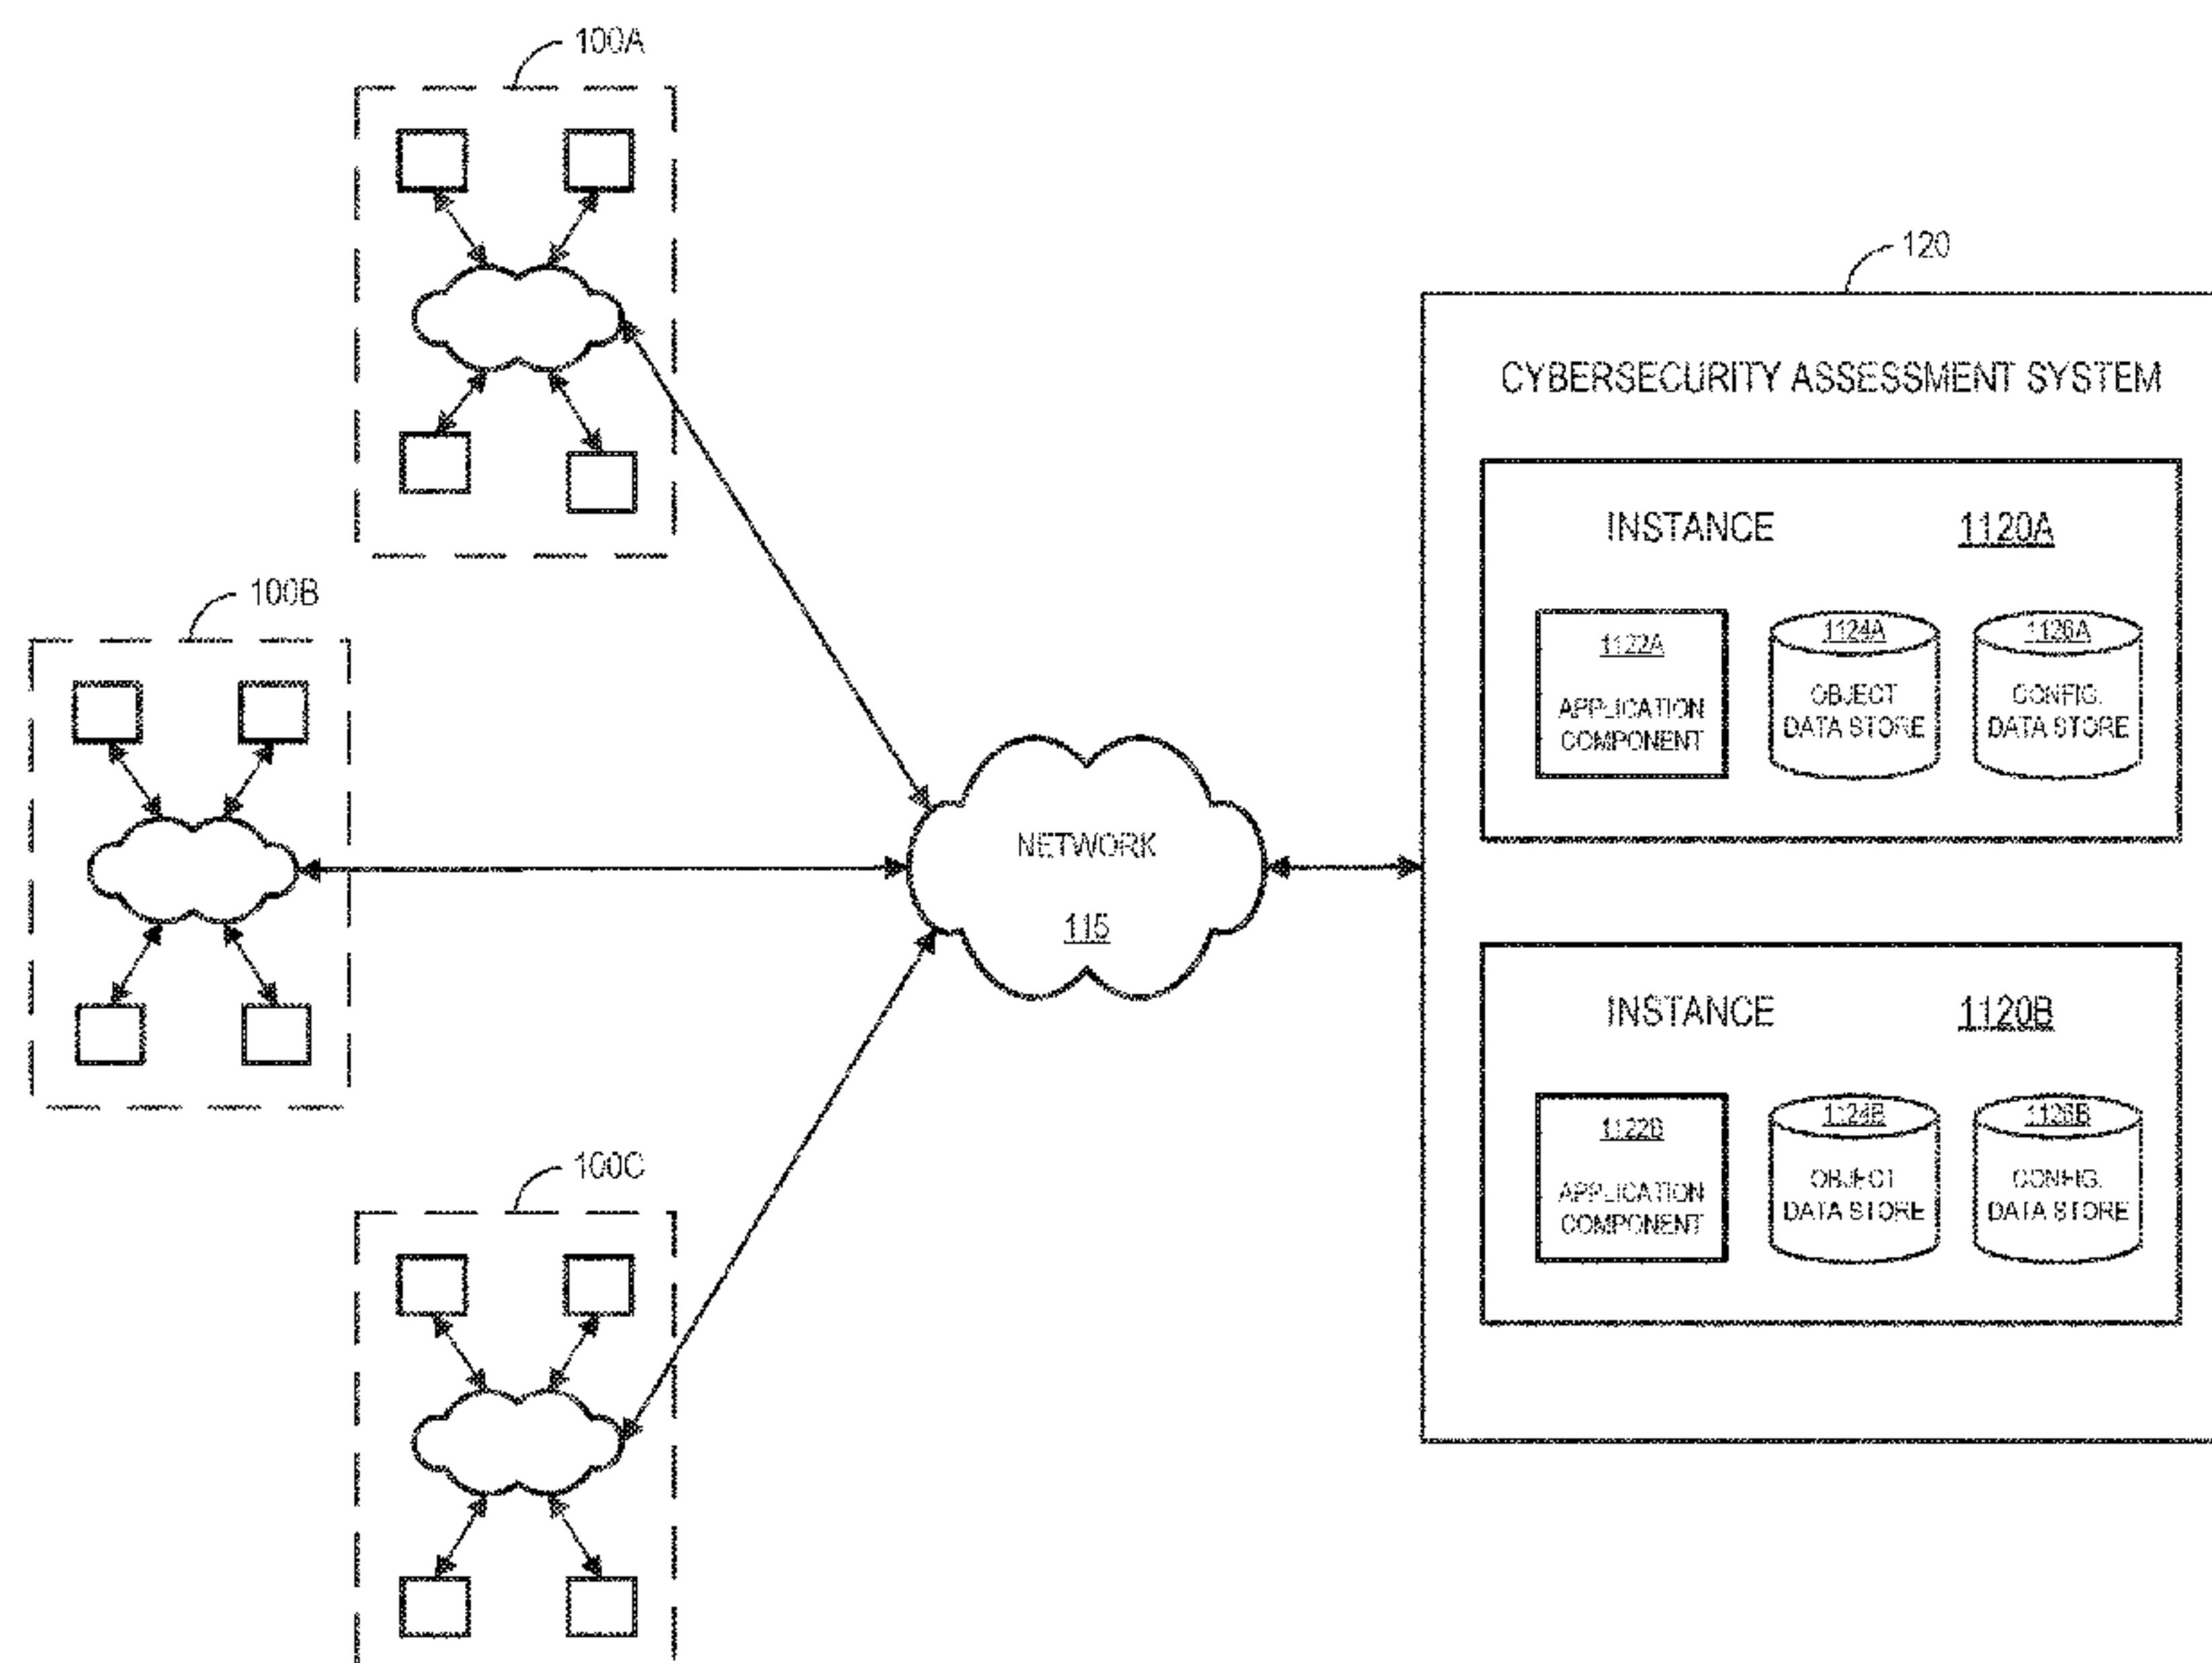 100A
120
CYBERSECURITY ASSESSMENT SYSTEM
INSTANCE 1120A
1122A
APPLICATION
COMPONENT
1124A
OBJECT
DATA STORE
1126A
CONFIG.
DATA STORE
100B
NETWORK
115
INSTANCE 1120B
1122B
APPLICATION
COMPONENT
1124B
OBJECT
DATA STORE
1126B
CONFIG.
DATA STORE
100C